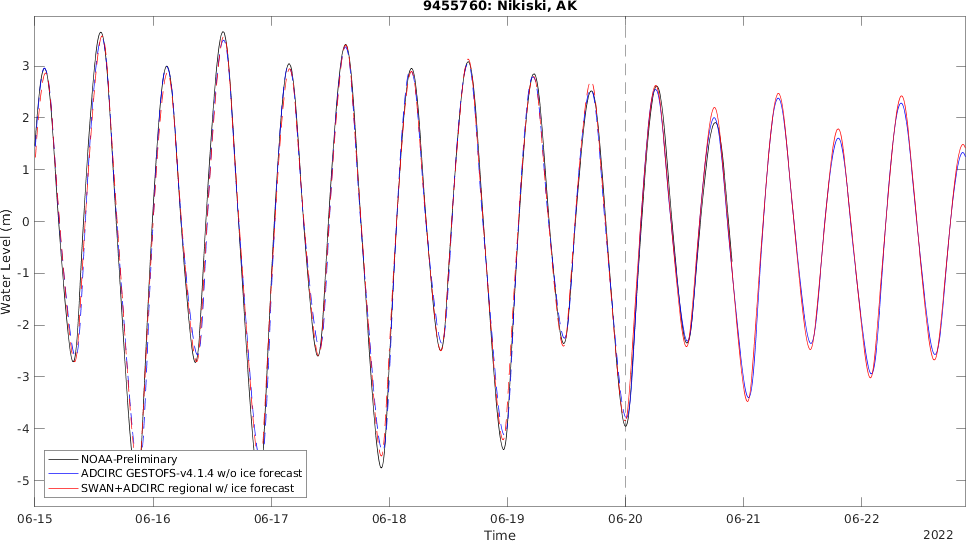 9455760: Nikiski, AK
Water Level (m)
3
2
1
0
-1
-2
-3
-4
-5
NOAA-Preliminary
ADCIRC GESTOFS-v4.1.4 w/o ice forecast
SWAN+ADCIRC regional w/ ice forecast
06-15 06-16 06-17 06-18 06-19 06-20 06-21 06-22
Time
2022